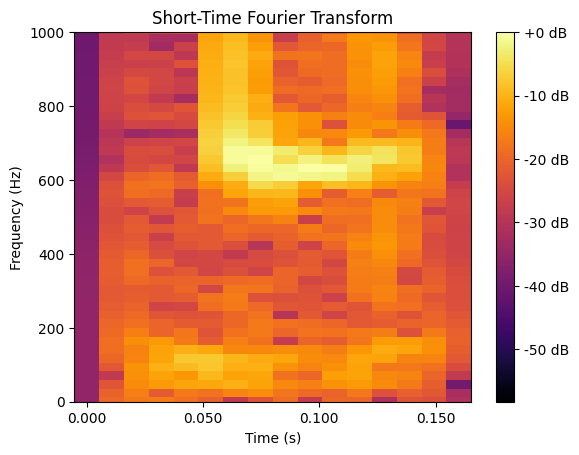 Short-Time Fourier Transform
Frequency (Hz)
1000
800
600
400
200
0
0.000
0.050
0.100
0.150
Time (s)
+0 dB
-10 dB
-20 dB
-30 dB
-40 dB
-50 dB